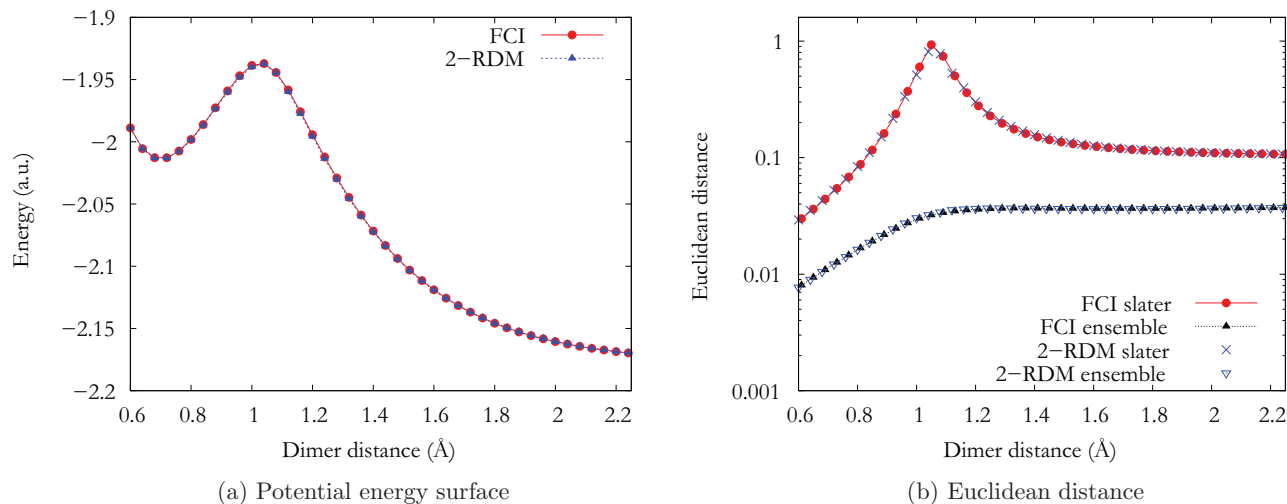 −1.9
−1.95
−2
−2.05
−2.1
−2.15
−2.2
0.6 0.8 1 1.2 1.4 1.6 1.8 2 2.2
Energy (a.u.)
Dimer distance (Å)
FCI
2−RDM
(a) Potential energy surface
1
0.1
0.01
0.001
0.6 0.8 1 1.2 1.4 1.6 1.8 2 2.2
Euclidean distance
Dimer distance (Å)
FCI slater
FCI ensemble
2−RDM slater
2−RDM ensemble
(b) Euclidean distance